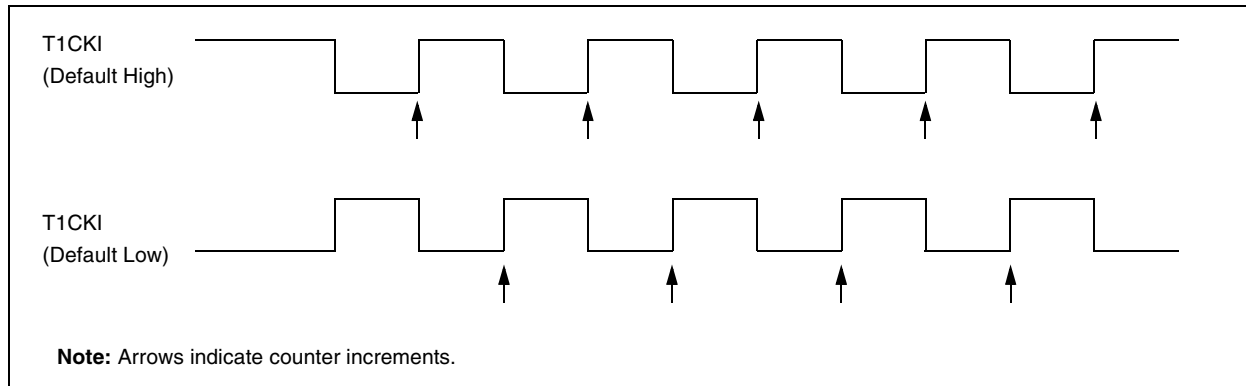 T1CKI
(Default High)
T1CKI
(Default Low)
Note: Arrows indicate counter increments.